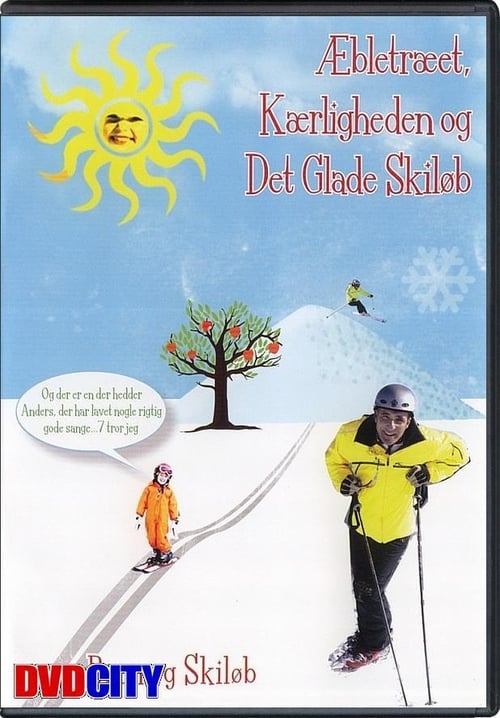 Æbletræet,
Kærligheden og
Det Glade Skiløb
Og der er en der hedder
Anders, der har lavet nogle rigtig
gode sange...7 tror jeg
Skiløb
DVDCITY